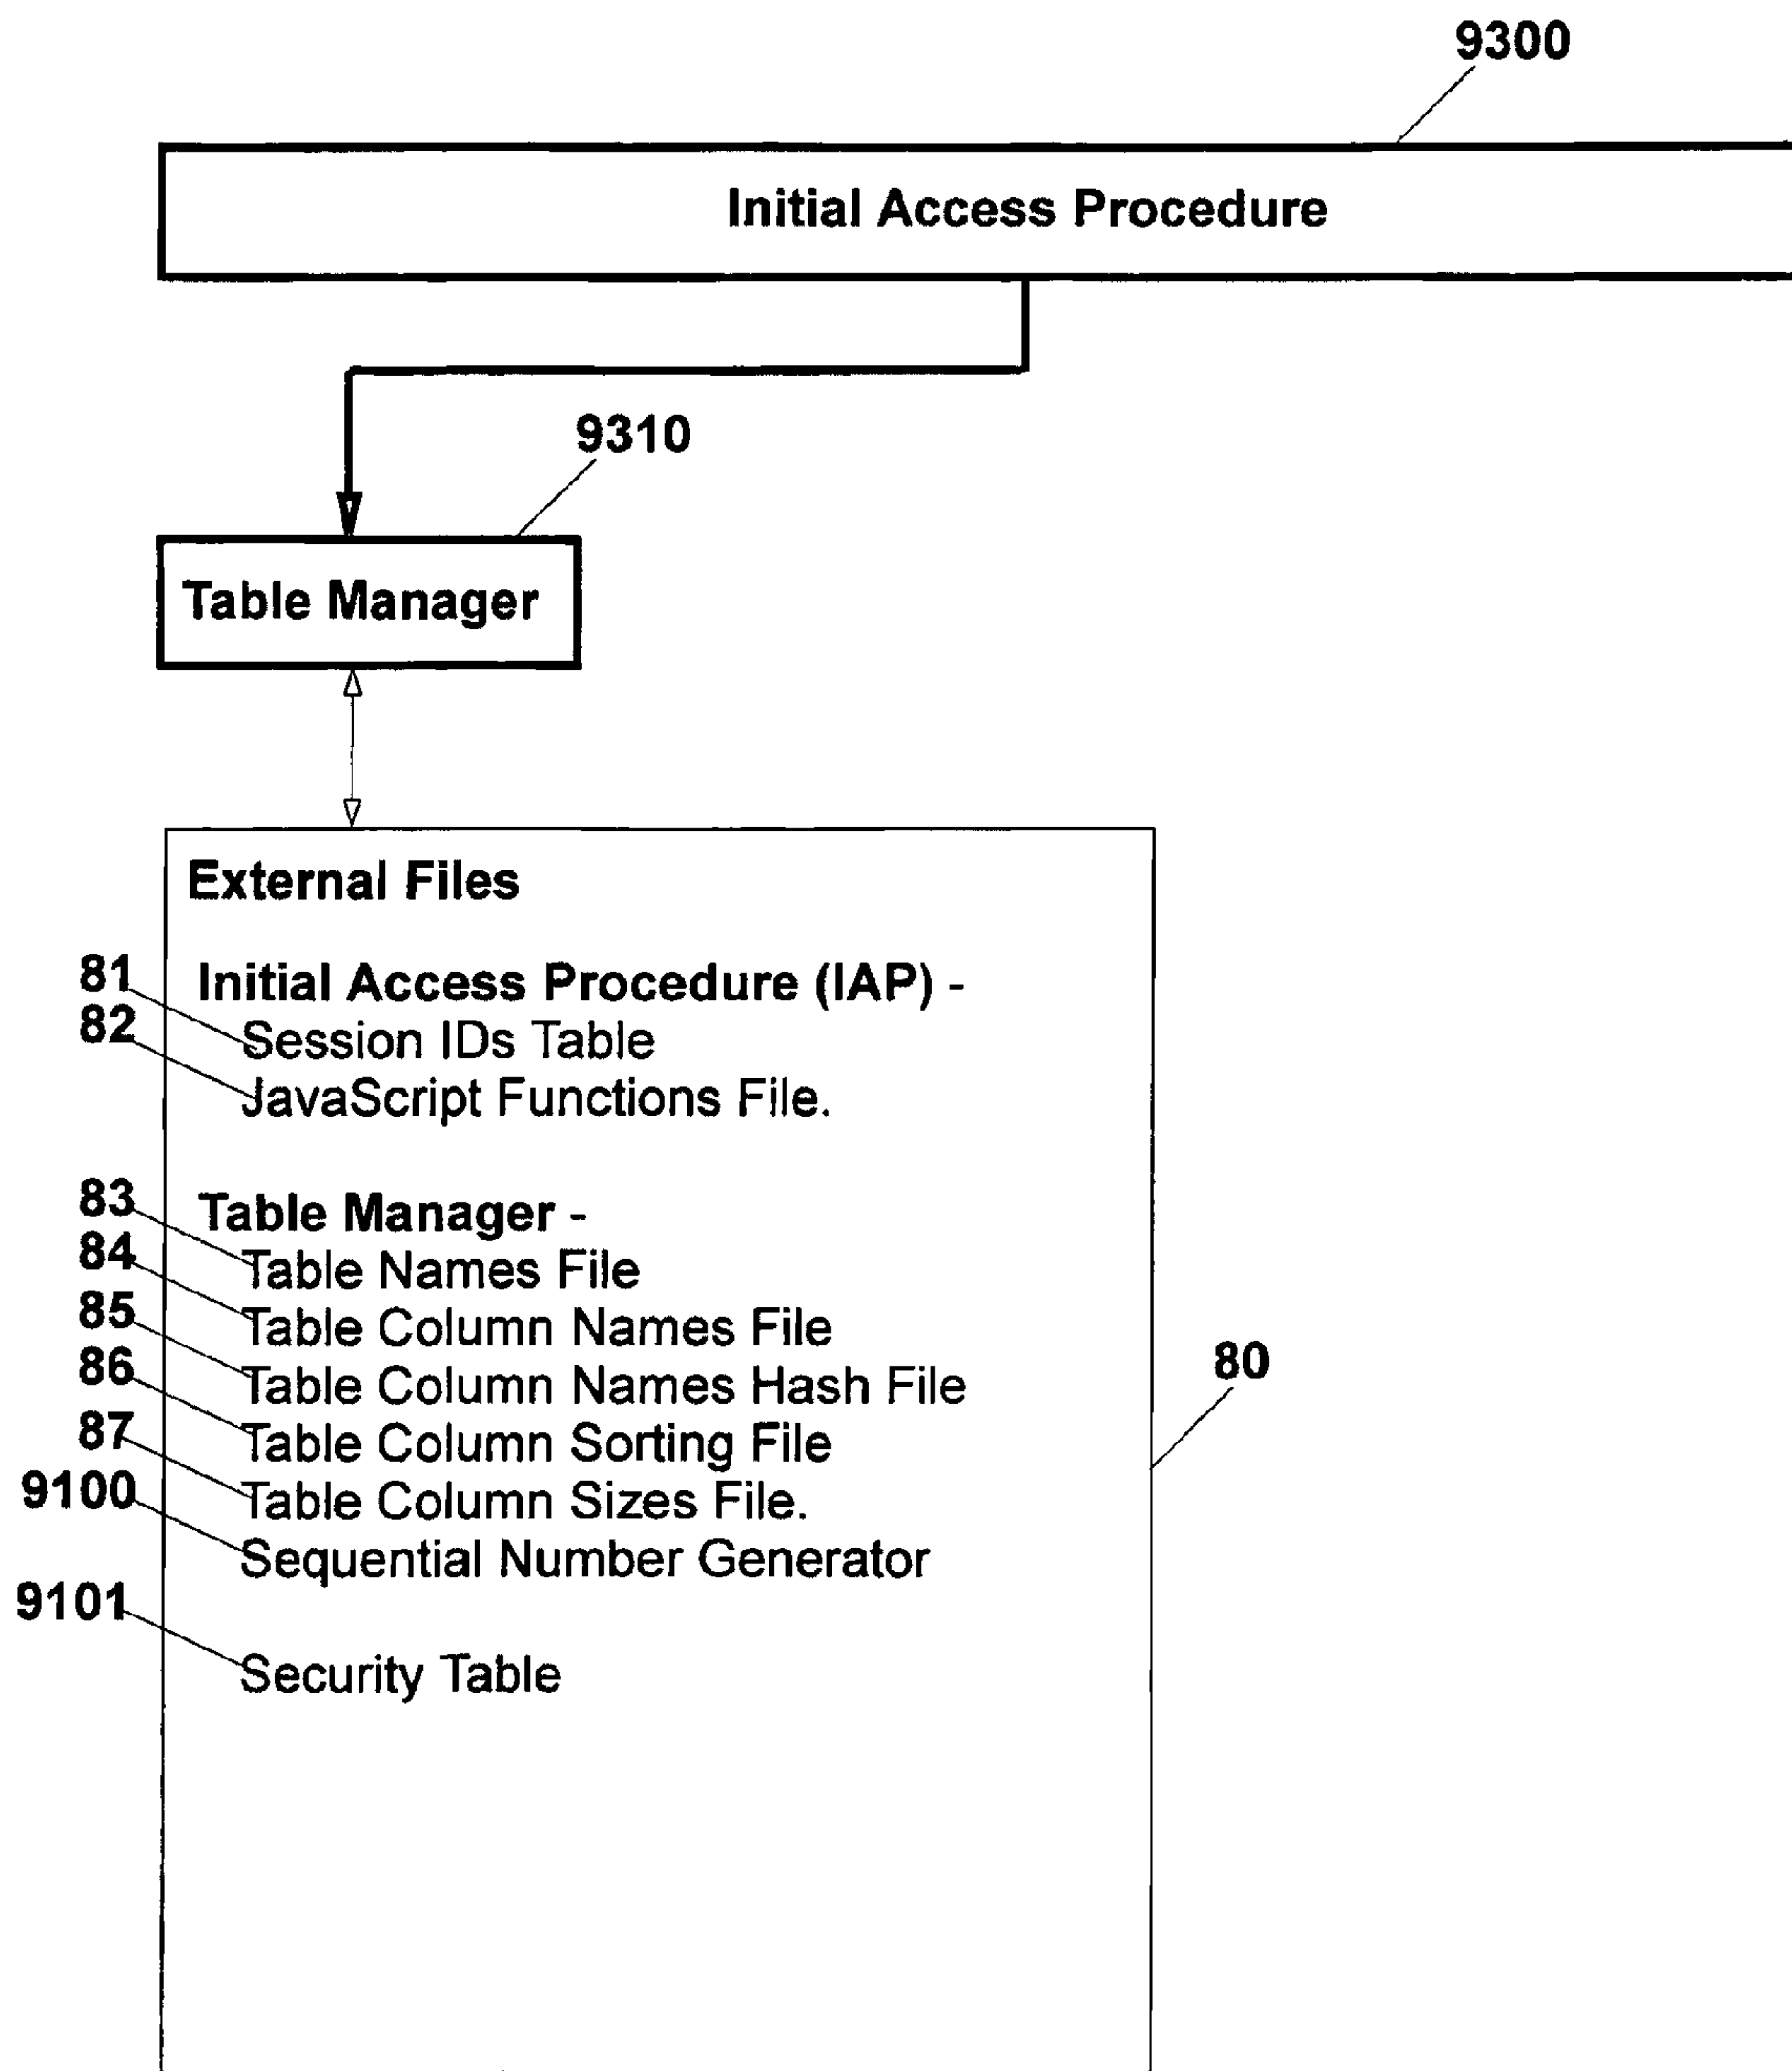 9300
Initial Access Procedure
9310
Table Manager
External Files
81 Initial Access Procedure (IAP) -
82 Session IDs Table
JavaScript Functions File.
83 Table Manager -
84 Table Names File
85 Table Column Names File
86 Table Column Names Hash File
87 Table Column Sorting File
9100 Table Column Sizes File.
Sequential Number Generator
9101
Security Table
80